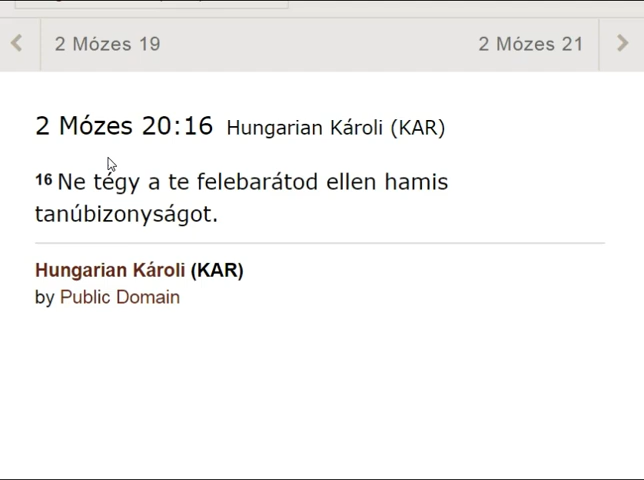 2 Mózes 19
2 Mózes 21
2 Mózes 20:16 Hungarian Károli (KAR)
16 Ne tégy a te felebarátod ellen hamis
tanúbizonyságot.
Hungarian Károli (KAR)
by Public Domain